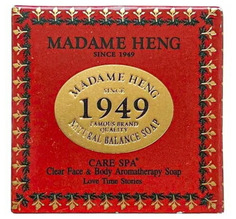 MADAME HENG
SINCE 1949
MADAME HENG
SINCE
1949
FAMOUS BRAND
QUALITY
NATURAL BALANCE SOAP
CARE SPA
Clear Face & Body Aromatherapy Soap
Love Time Stories